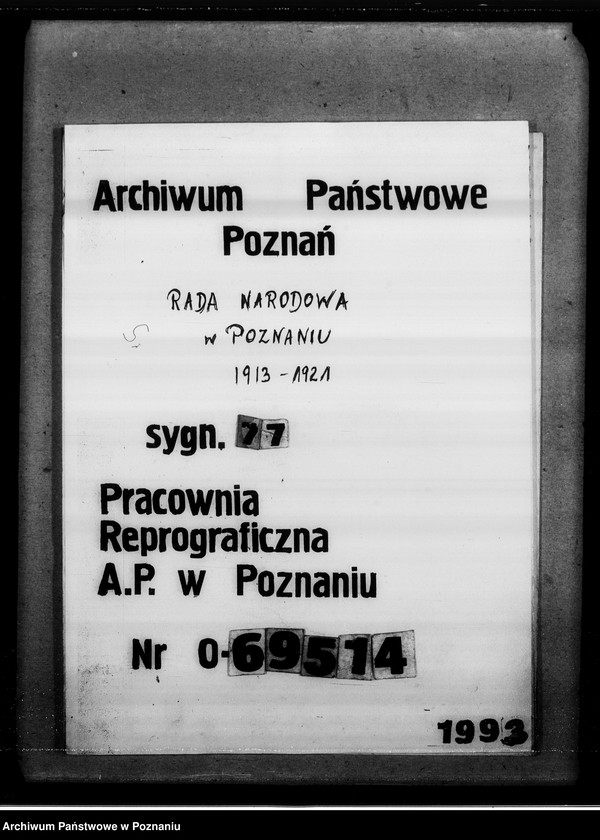 Archiwum Państwowe
Poznań
RADA NARODOWA
w POZNANIU
1913-1921
sygn. 77
Pracownia
Reprograficzna
A.P. w Poznaniu
Nr O-69514
1993
Archiwum Państwowe w Poznaniu